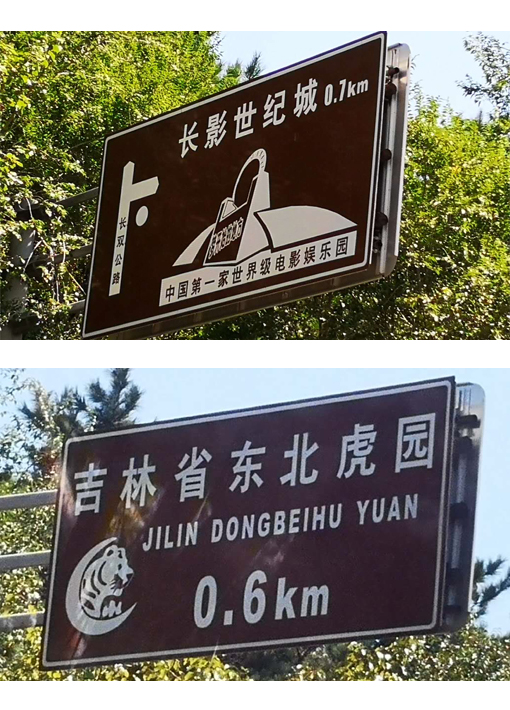 长影世纪城 0.7km
长双公路
中国第一家世界级电影娱乐园
吉林省东北虎园
JILIN DONGBEIHU YUAN
0.6km